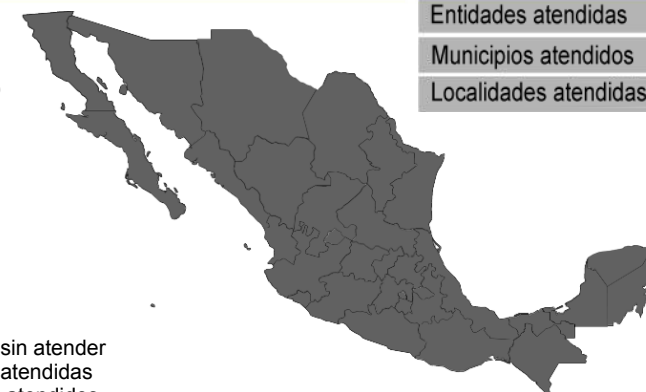 Entidades atendidas
Municipios atendidos
Localidades atendidas
sin atender
atendidas